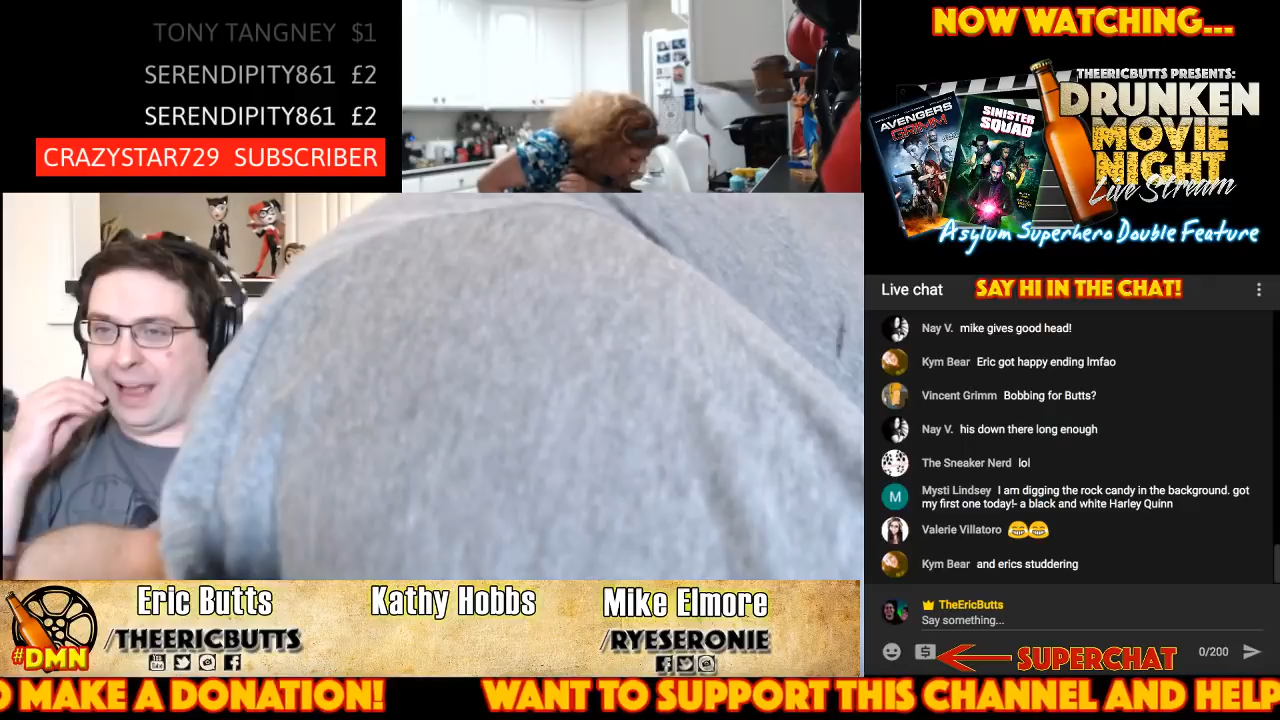 TONY TANGNEY $1
SERENDIPITY861 £2
SERENDIPITY861 £2
CRAZYSTAR729 SUBSCRIBER
NOW WATCHING...
THEERICBUTTS PRESENTS:
DRUNKEN
MOVIE
NIGHT
Live Stream
AVENGERS
GRIMM
SINISTER
SQUAD
Asylum Superhero Double Feature
Live chat
SAY HI IN THE CHAT!
Nay V. mike gives good head!
Kym Bear Eric got happy ending lmfao
Vincent Grimm Bobbing for Butts?
Nay V. his down there long enough
The Sneaker Nerd lol
M
Mysti Lindsey I am digging the rock candy in the background. got
my first one today!- a black and white Harley Quinn
Valerie Villatoro 😂😂
Kym Bear and erics studdering
TheEricButts
Say something...
SUPERCHAT
0/200
Eric Butts
Kathy Hobbs
Mike Elmore
/THEERICBUTTS
/RYESERONIE
#DMN
O MAKE A DONATION! WANT TO SUPPORT THIS CHANNEL AND HELP